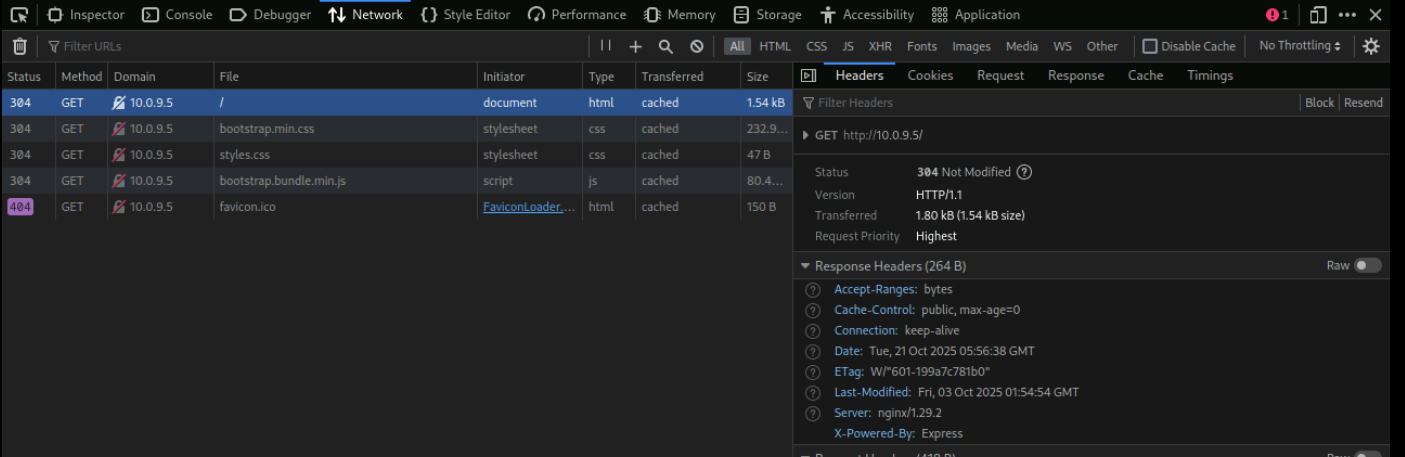 Inspector Console Debugger Network Style Editor Performance Memory Storage Accessibility Application 1
Filter URLs All HTML CSS JS XHR Fonts Images Media WS Other Disable Cache No Throttling
Status Method Domain File Initiator Type Transferred Size
304 GET 10.0.9.5 / document html cached 1.54 kB
304 GET 10.0.9.5 bootstrap.min.css stylesheet css cached 232.9...
304 GET 10.0.9.5 styles.css stylesheet css cached 47 B
304 GET 10.0.9.5 bootstrap.bundle.min.js script js cached 80.4...
404 GET 10.0.9.5 favicon.ico FaviconLoader.... html cached 150 B
Headers Cookies Request Response Cache Timings
Filter Headers Block Resend
GET http://10.0.9.5/
Status 304 Not Modified
Version HTTP/1.1
Transferred 1.80 kB (1.54 kB size)
Request Priority Highest
Response Headers (264 B) Raw
Accept-Ranges: bytes
Cache-Control: public, max-age=0
Connection: keep-alive
Date: Tue, 21 Oct 2025 05:56:38 GMT
ETag: W/"601-199a7c781b0"
Last-Modified: Fri, 03 Oct 2025 01:54:54 GMT
Server: nginx/1.29.2
X-Powered-By: Express